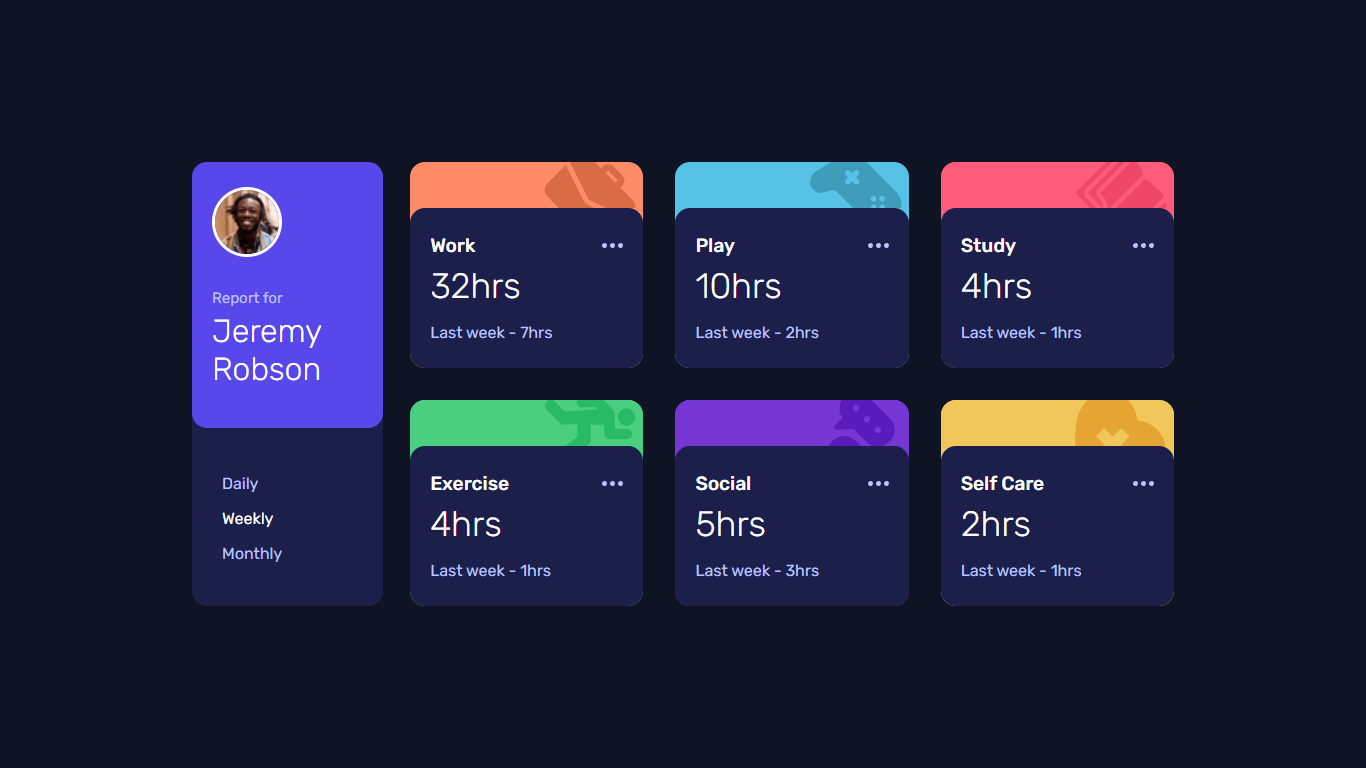 Report for
Jeremy
Robson
Daily
Weekly
Monthly
Work
32hrs
Last week - 7hrs
Play
10hrs
Last week - 2hrs
Study
4hrs
Last week - 1hrs
Exercise
4hrs
Last week - 1hrs
Social
5hrs
Last week - 3hrs
Self Care
2hrs
Last week - 1hrs